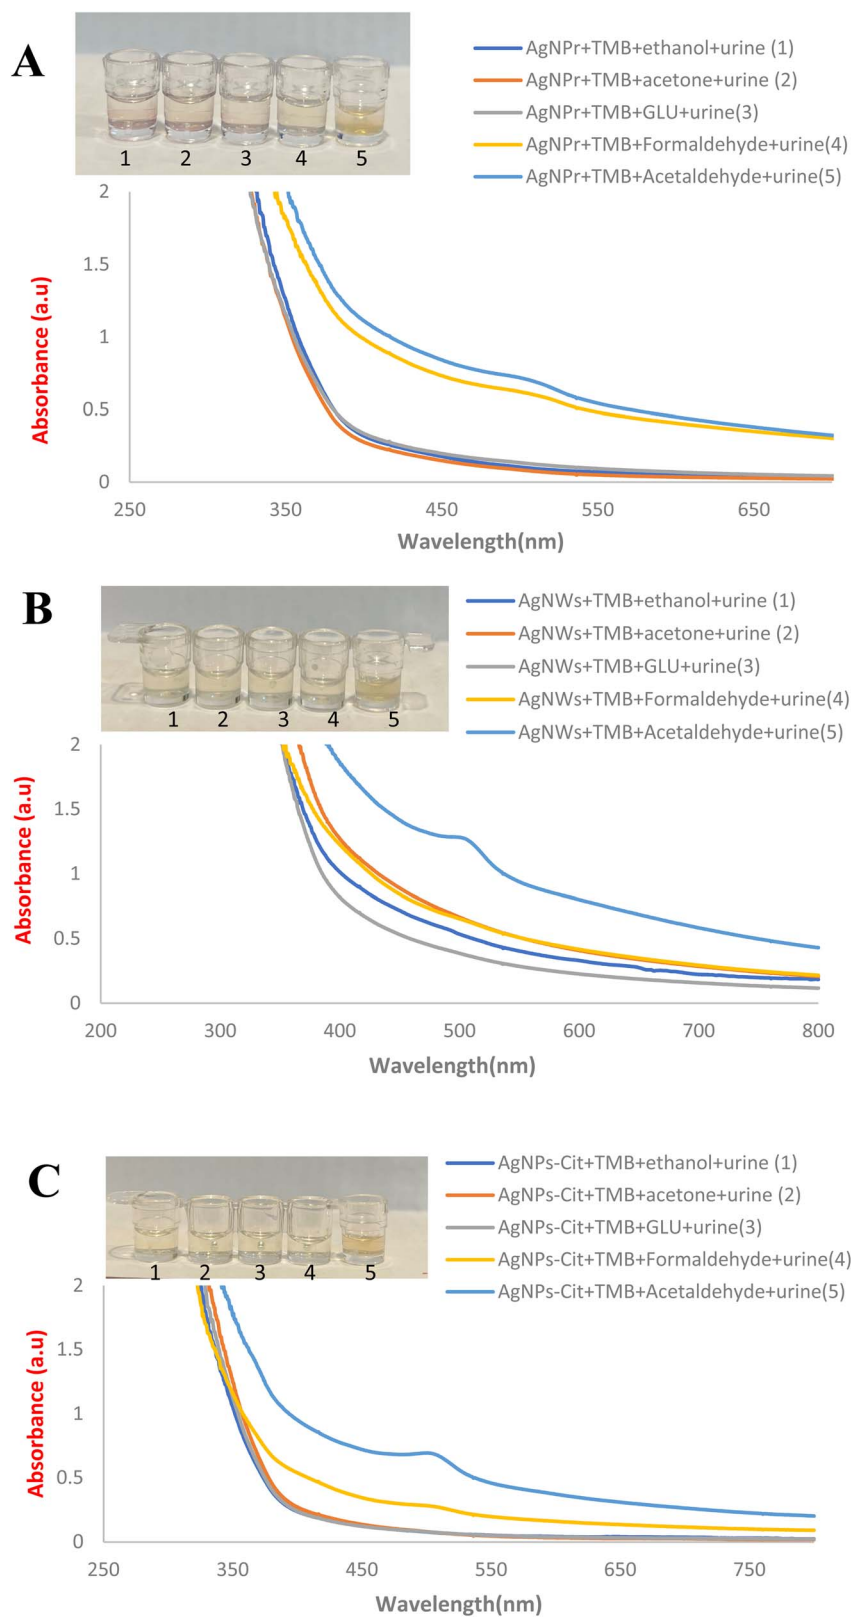 A
1 2 3 4 5
AgNPr+TMB+ethanol+urine (1)
AgNPr+TMB+acetone+urine (2)
AgNPr+TMB+GLU+urine(3)
AgNPr+TMB+Formaldehyde+urine(4)
AgNPr+TMB+Acetaldehyde+urine(5)
Absorbance (a.u)
2
1.5
1
0.5
0
250 350 450 550 650
Wavelength(nm)
B
1 2 3 4 5
AgNWs+TMB+ethanol+urine (1)
AgNWs+TMB+acetone+urine (2)
AgNWs+TMB+GLU+urine(3)
AgNWs+TMB+Formaldehyde+urine(4)
AgNWs+TMB+Acetaldehyde+urine(5)
Absorbance (a.u)
2
1.5
1
0.5
0
200 300 400 500 600 700 800
Wavelength(nm)
C
1 2 3 4 5
AgNPs-Cit+TMB+ethanol+urine (1)
AgNPs-Cit+TMB+acetone+urine (2)
AgNPs-Cit+TMB+GLU+urine(3)
AgNPs-Cit+TMB+Formaldehyde+urine(4)
AgNPs-Cit+TMB+Acetaldehyde+urine(5)
Absorbance (a.u)
2
1.5
1
0.5
0
250 350 450 550 650 750
Wavelength(nm)